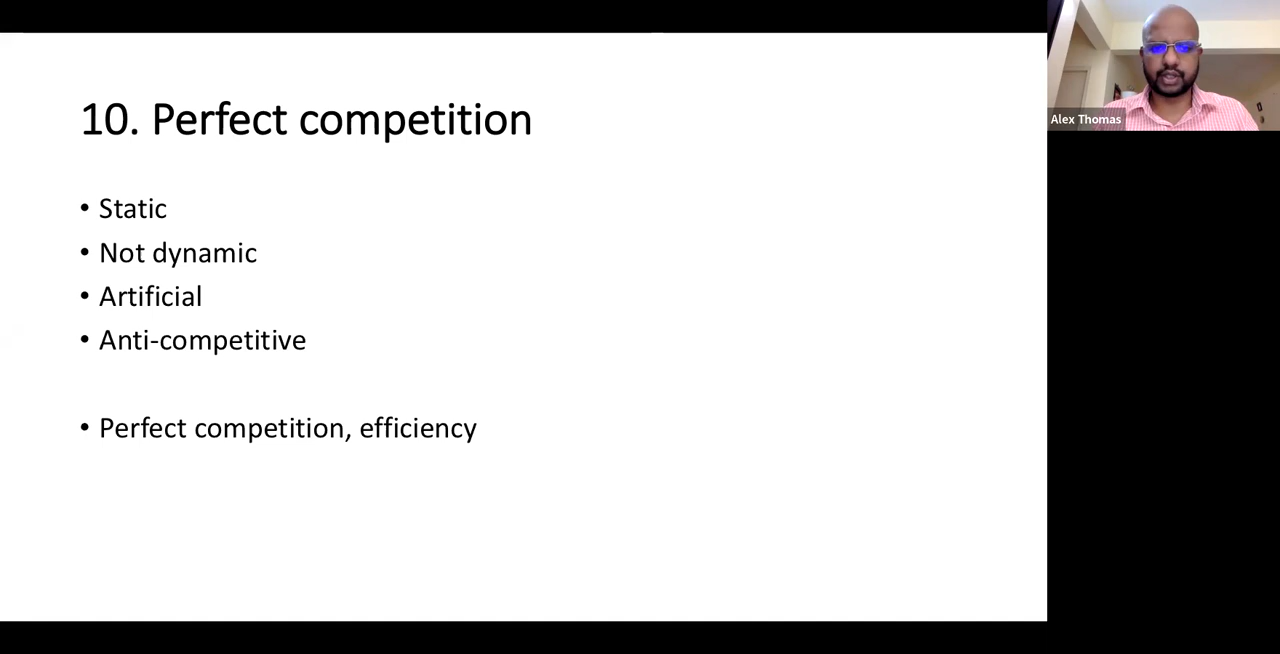 10. Perfect competition
• Static
• Not dynamic
• Artificial
• Anti-competitive
• Perfect competition, efficiency
Alex Thomas